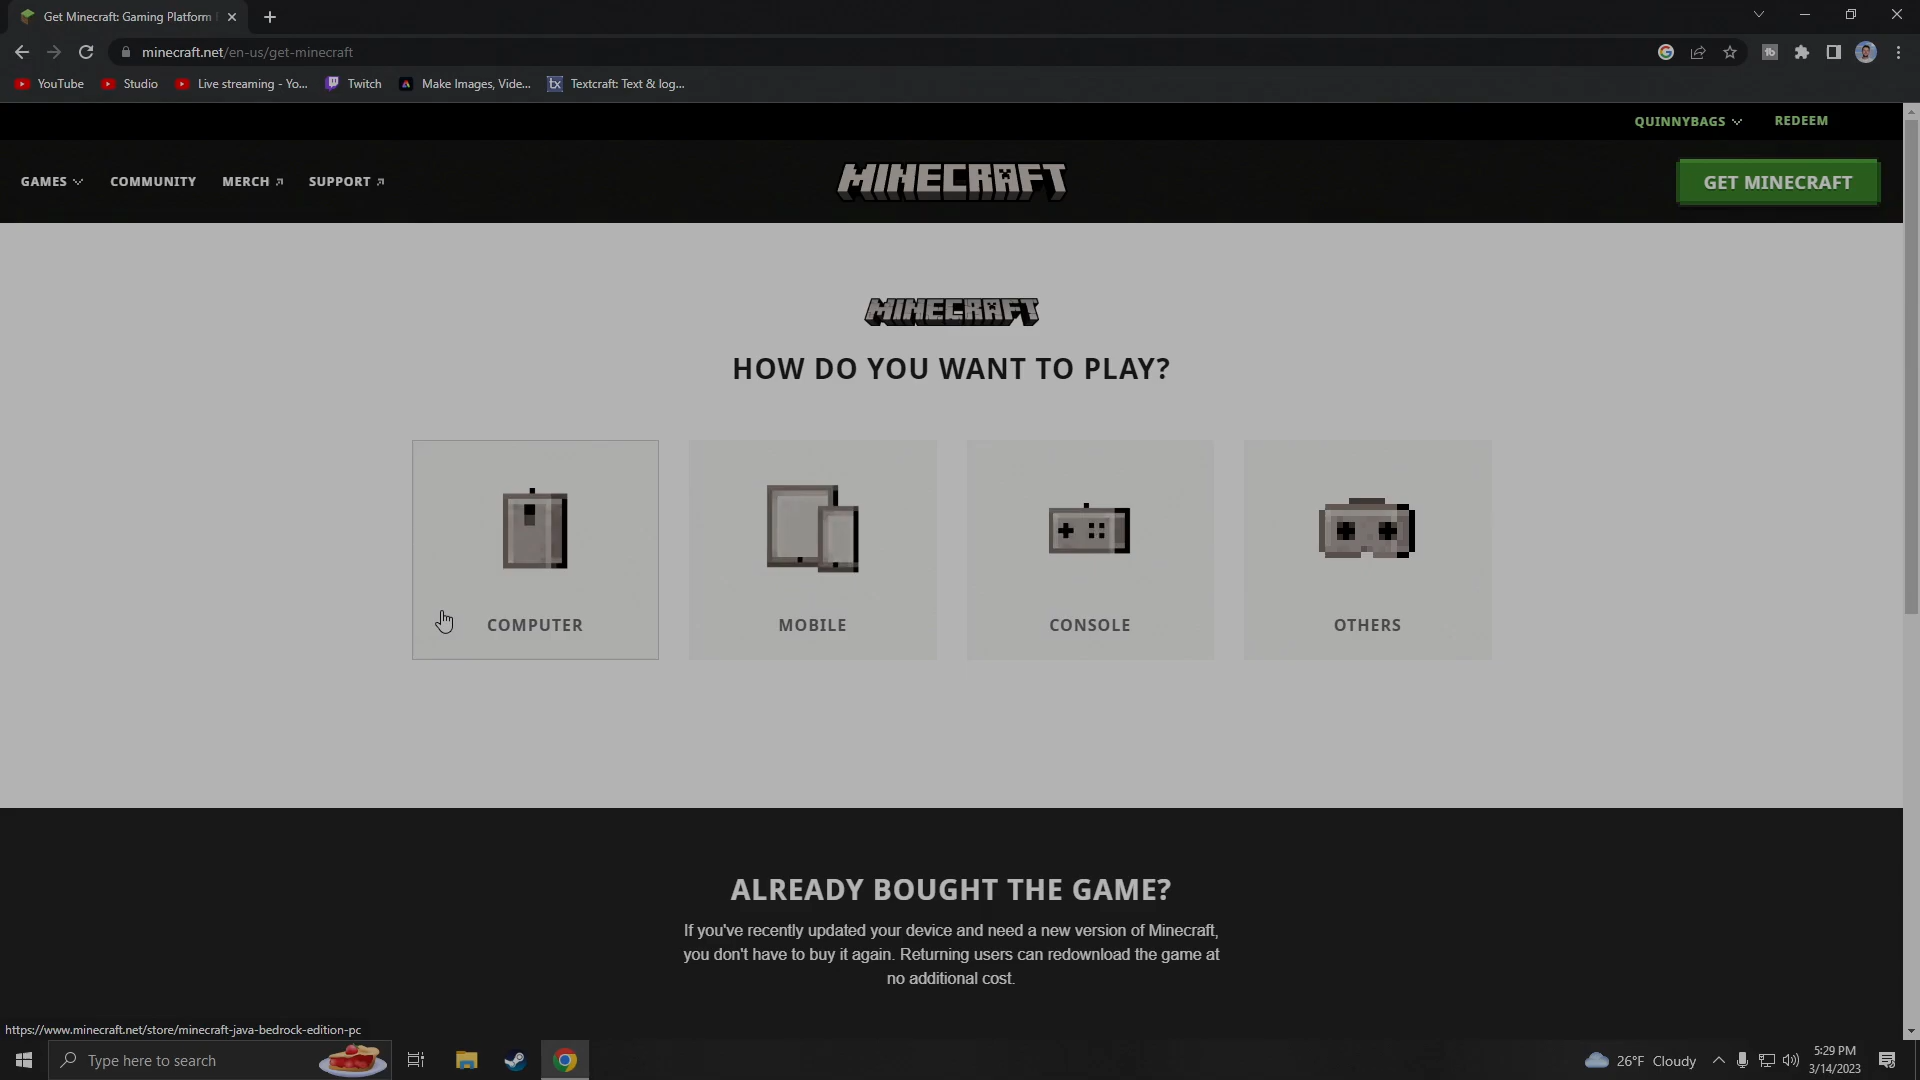 Get Minecraft: Gaming Platform
minecraft.net/en-us/get-minecraft
YouTube Studio Live streaming - Yo... Twitch Make Images, Vide... tx Textcraft: Text & log...
QUINNYBAGS REDEEM
GAMES COMMUNITY MERCH SUPPORT MINECRAFT GET MINECRAFT
MINECRAFT
HOW DO YOU WANT TO PLAY?
COMPUTER MOBILE CONSOLE OTHERS
ALREADY BOUGHT THE GAME?
If you've recently updated your device and need a new version of Minecraft,
you don't have to buy it again. Returning users can redownload the game at
no additional cost.
https://www.minecraft.net/store/minecraft-java-bedrock-edition-pc
Type here to search 26°F Cloudy 5:29 PM
3/14/2023